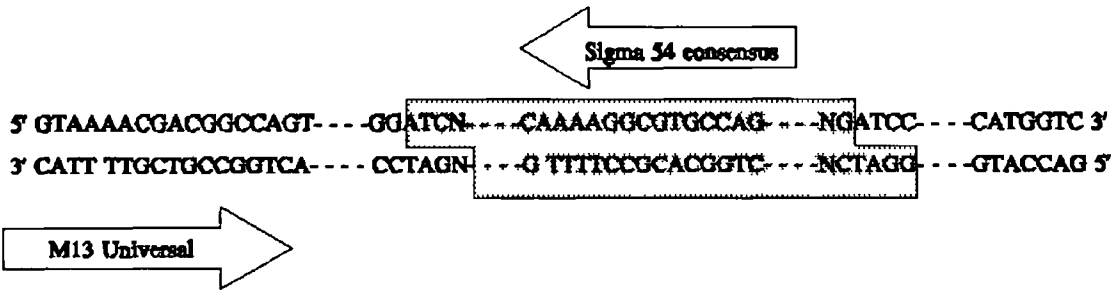 Sigma 54 consensus
5' GTAAAACGACGGCCAGT----GGATCN----CAAAAGGCGTGCCAG----NGATCC----CATGGTC 3'
3' CATT TTGCTGCCGGTCA----CCTAGN----G TTTTCCGCACGGTC----NCTAGG----GTACCAG 5'
M13 Universal